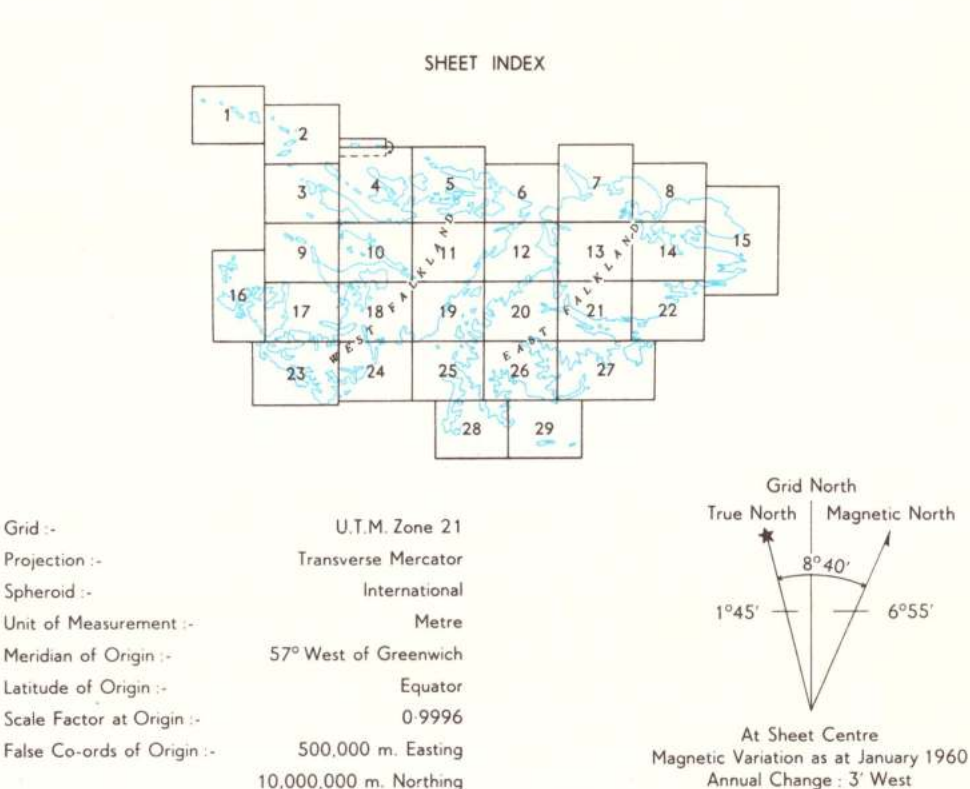 SHEET INDEX
1
2
3 4 5 6 7 8
9 10 11 12 13 14 15
16 17 18 19 20 21 22
23 24 25 26 27
28 29
WEST FALKLAND
EAST FALKLAND
Grid :- U.T.M. Zone 21
Projection :- Transverse Mercator
Spheroid :- International
Unit of Measurement :- Metre
Meridian of Origin :- 57° West of Greenwich
Latitude of Origin :- Equator
Scale Factor at Origin :- 0·9996
False Co-ords of Origin :- 500,000 m. Easting
10,000,000 m. Northing
Grid North
True North Magnetic North
8° 40'
1°45' 6°55'
At Sheet Centre
Magnetic Variation as at January 1960
Annual Change : 3' West